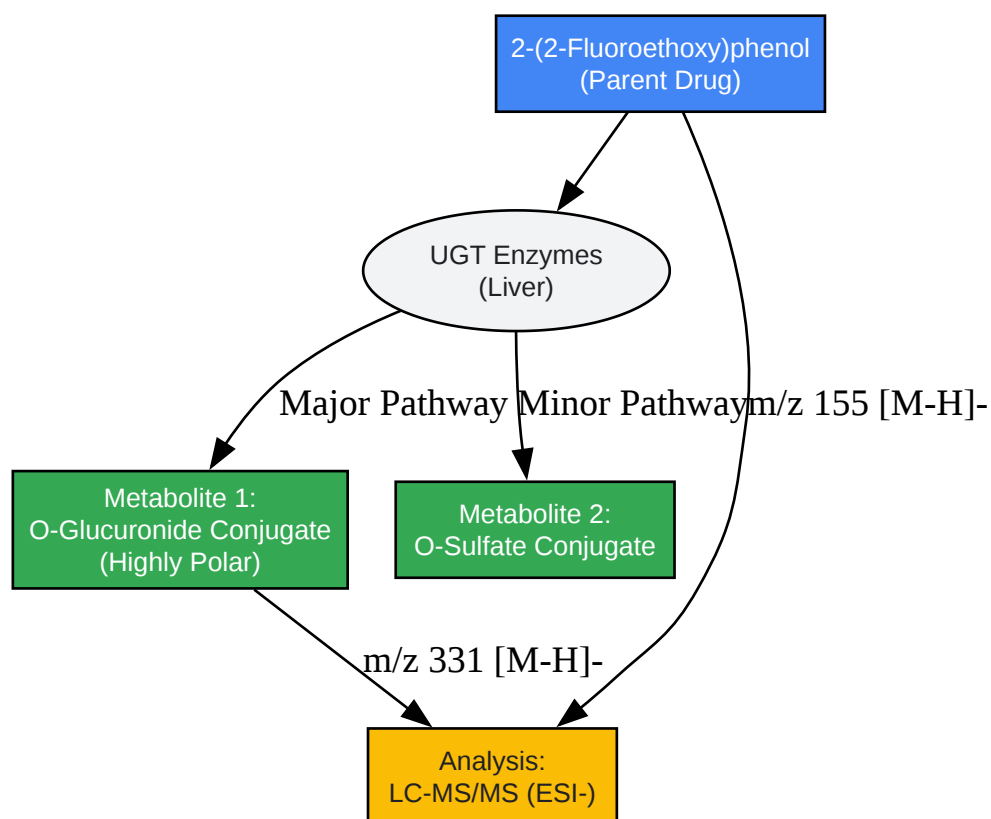 2-(2-Fluoroethoxy)phenol
(Parent Drug)
UGT Enzymes
(Liver)
Major Pathway
Minor Pathway
m/z 155 [M-H]-
Metabolite 1:
O-Glucuronide Conjugate
(Highly Polar)
Metabolite 2:
O-Sulfate Conjugate
m/z 331 [M-H]-
Analysis:
LC-MS/MS (ESI-)